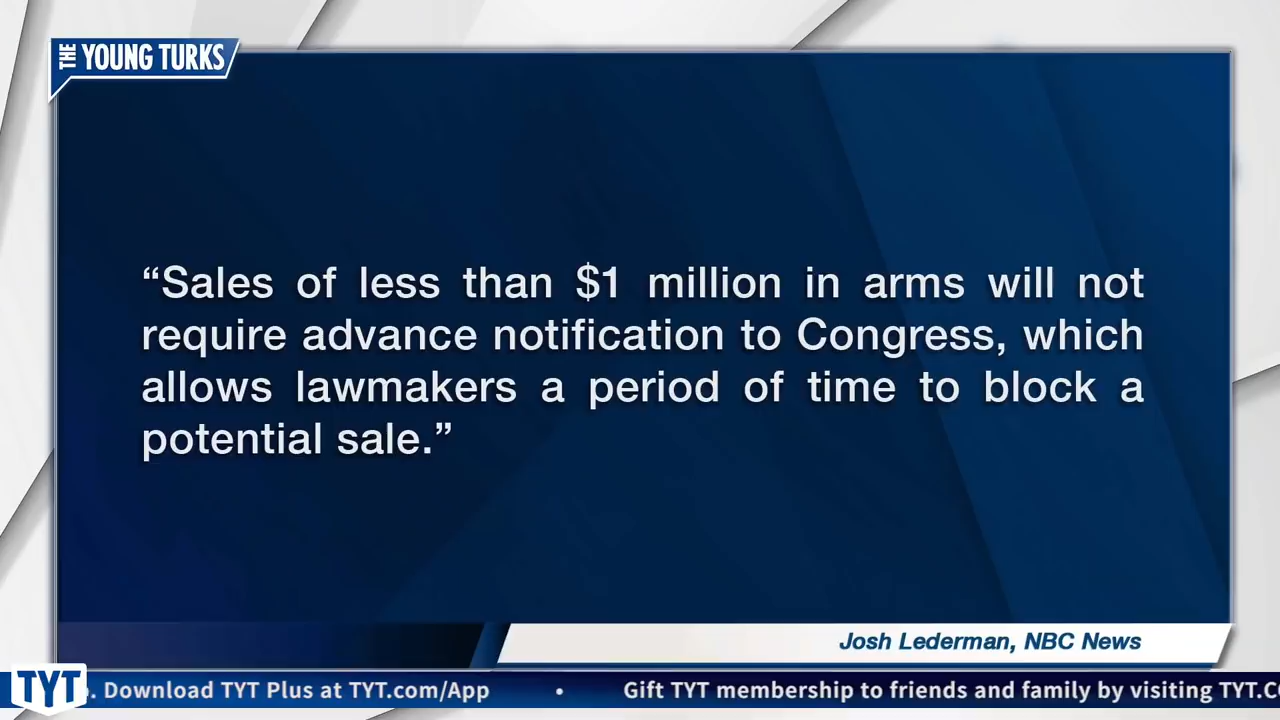 THE YOUNG TURKS
“Sales of less than $1 million in arms will not
require advance notification to Congress, which
allows lawmakers a period of time to block a
potential sale.”
Josh Lederman, NBC News
TYT . Download TYT Plus at TYT.com/App • Gift TYT membership to friends and family by visiting TYT.